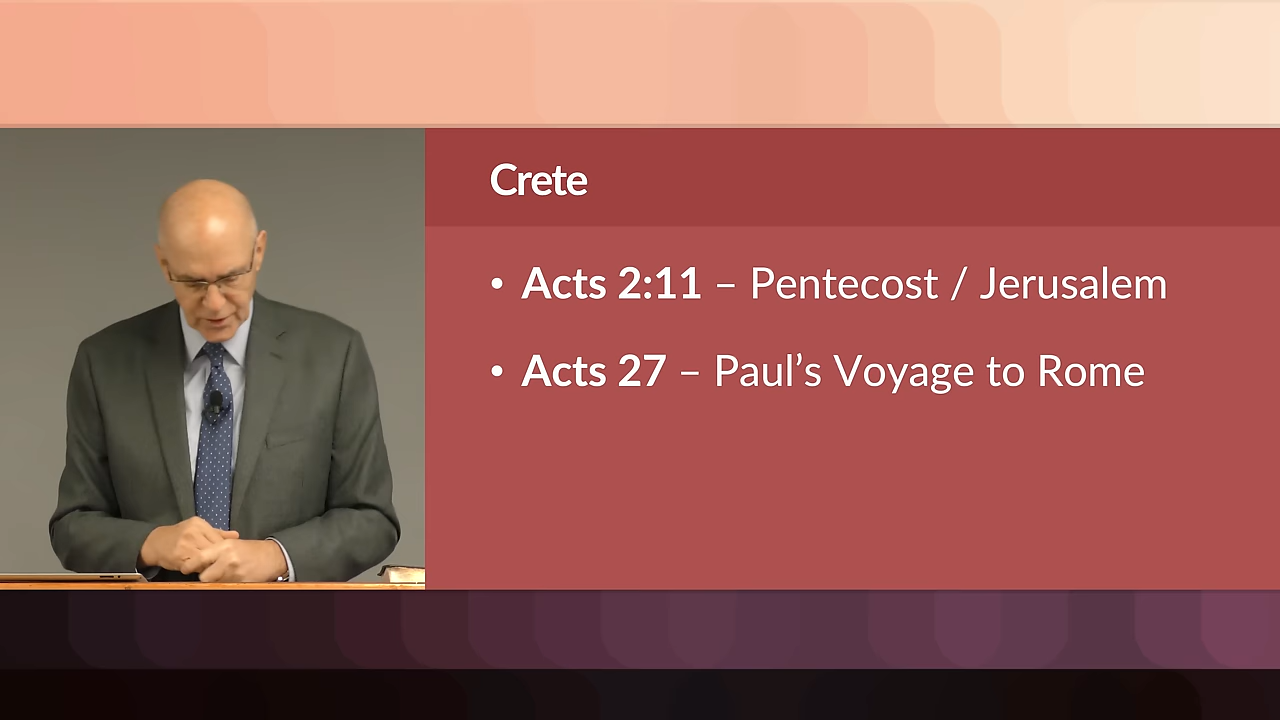 Crete
• Acts 2:11 – Pentecost / Jerusalem
• Acts 27 – Paul’s Voyage to Rome